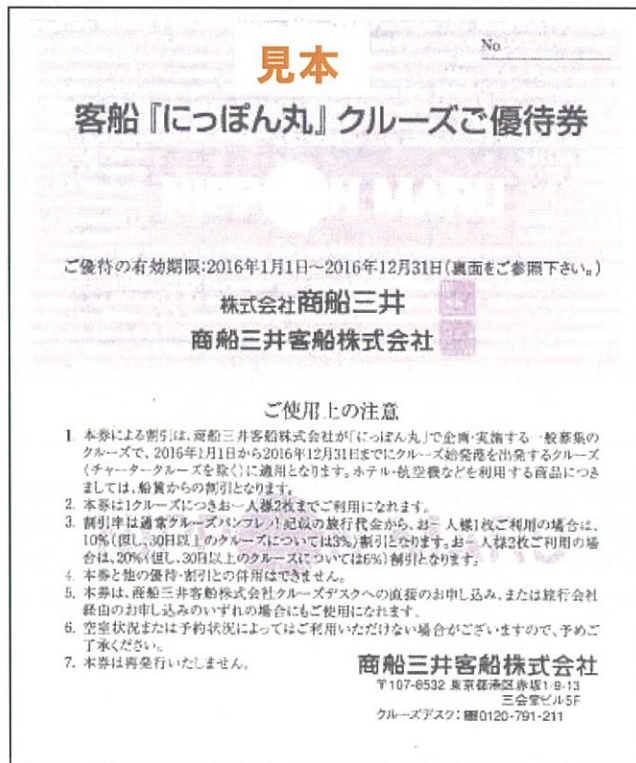 見本
No
客船『にっぽん丸』クルーズご優待券
NIPPON MARU
ご優待の有効期限:2016年1月1日~2016年12月31日(裏面をご参照下さい。)
株式会社商船三井
商船三井客船株式会社
ご使用上の注意
1. 本券による割引は、商船三井客船株式会社が「にっぽん丸」で企画・実施する一般募集の
クルーズで、2016年1月1日から2016年12月31日までにクルーズ始発港を出発するクルーズ
(チャータークルーズを除く)に適用となります。ホテル・航空機などを利用する商品につき
ましては、船賃からの割引となります。
2. 本券は1クルーズにつきお一人様2枚までご利用になれます。
3. 割引率は通常クルーズパンフレット記載の旅行代金から、お一人様1枚ご利用の場合は、
10%(但し、30日以上のクルーズについては3%)割引となります。お一人様2枚ご利用の場
合は、20%(但し、30日以上のクルーズについては6%)割引となります。
4. 本券と他の優待・割引との併用はできません。
5. 本券は、商船三井客船株式会社クルーズデスクへの直接のお申し込み、または旅行会社
経由のお申し込みのいずれの場合にもご使用になれます。
6. 空室状況または予約状況によってはご利用いただけない場合がございますので、予めご
了承ください。
7. 本券は再発行いたしません。
商船三井客船株式会社
〒107-8532 東京都港区赤坂1-9-13
三会堂ビル5F
クルーズデスク: 0120-791-211